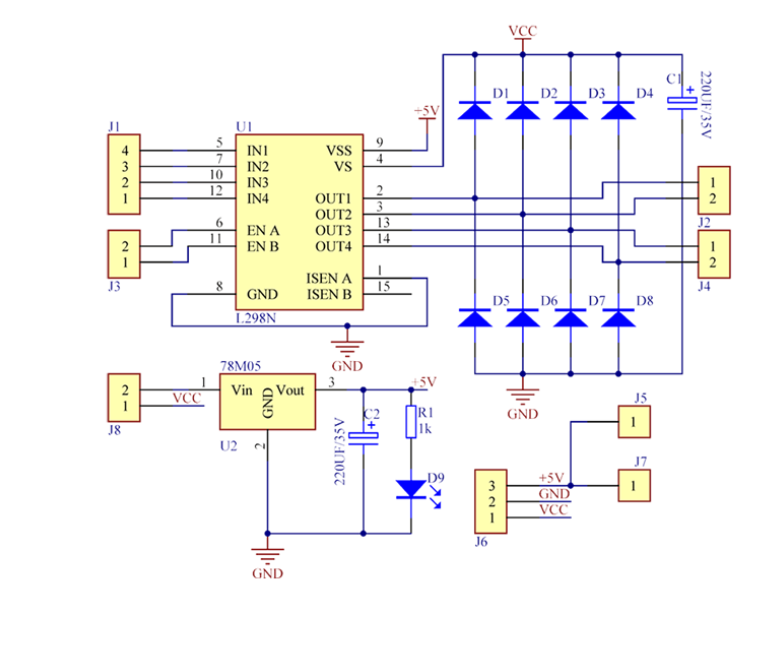 VCC
C1
220UF/35V
D1 D2 D3 D4
+5V
J1
U1
4 5 IN1 VSS 9
3 7 IN2 VS 4
2 10 IN3
1 12 IN4
OUT1 2
OUT2 3
OUT3 13
OUT4 14
1
2
J2
2 6 EN A
1 11 EN B
J3
1
2
J4
ISEN A 1
ISEN B 15
8 GND
L298N
D5 D6 D7 D8
GND
GND
78M05
2 1 Vin GND Vout 3 +5V
1 VCC
J8
U2
2
C2
220UF/35V
R1
1k
D9
GND
J5
1
J7
1
3 +5V
2 GND
1 VCC
J6